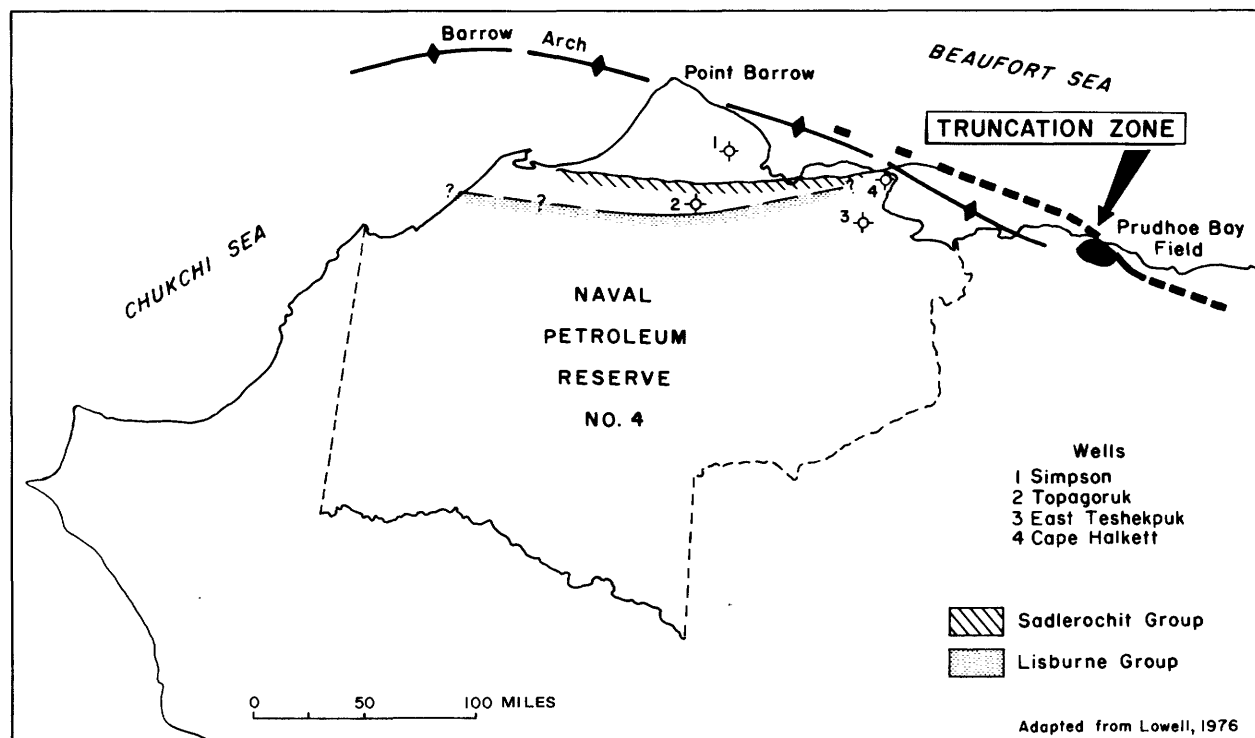 Barrow Arch
Point Barrow
BEAUFORT SEA
TRUNCATION ZONE
1
2
3
4
?
?
?
Prudhoe Bay
Field
CHUKCHI SEA
NAVAL
PETROLEUM
RESERVE
NO. 4
Wells
1 Simpson
2 Topagoruk
3 East Teshekpuk
4 Cape Halkett
Sadlerochit Group
Lisburne Group
0 50 100 MILES
Adapted from Lowell, 1976